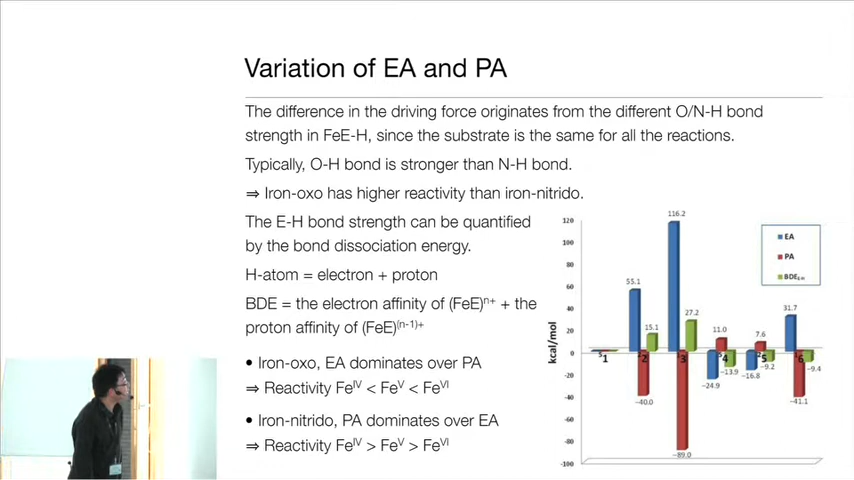 Variation of EA and PA
The difference in the driving force originates from the different O/N-H bond
strength in FeE-H, since the substrate is the same for all the reactions.
Typically, O-H bond is stronger than N-H bond.
⇒ Iron-oxo has higher reactivity than iron-nitrido.
The E-H bond strength can be quantified
by the bond dissociation energy.
H-atom = electron + proton
BDE = the electron affinity of (FeE)ⁿ⁺ + the
proton affinity of (FeE)⁽ⁿ⁻¹⁾⁺
• Iron-oxo, EA dominates over PA
⇒ Reactivity Feᴵⱽ < Feⱽ < Feⱽᴵ
• Iron-nitrido, PA dominates over EA
⇒ Reactivity Feᴵⱽ > Feⱽ > Feⱽᴵ
kcal/mol
120
100
80
60
40
20
0
-20
-40
-60
-80
-100
116.2
55.1
27.2
15.1
11.0
7.6
31.7
⁵1
2
3
4
5
6
-24.9
-13.9
-16.8
-9.2
-9.4
-40.0
-41.1
-89.0
EA
PA
BDE